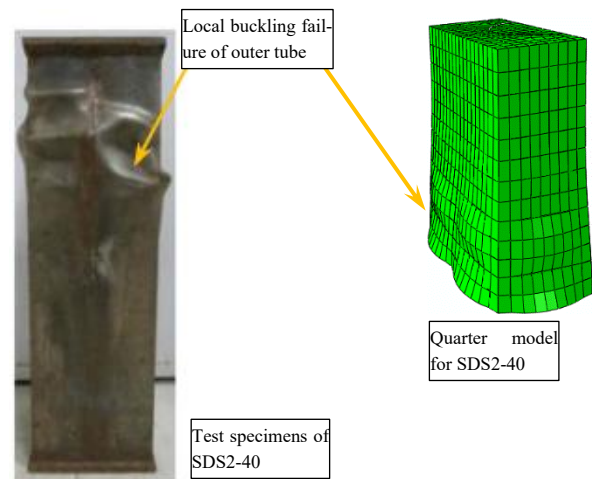 Local buckling fail-
ure of outer tube
Quarter model
for SDS2-40
Test specimens of
SDS2-40